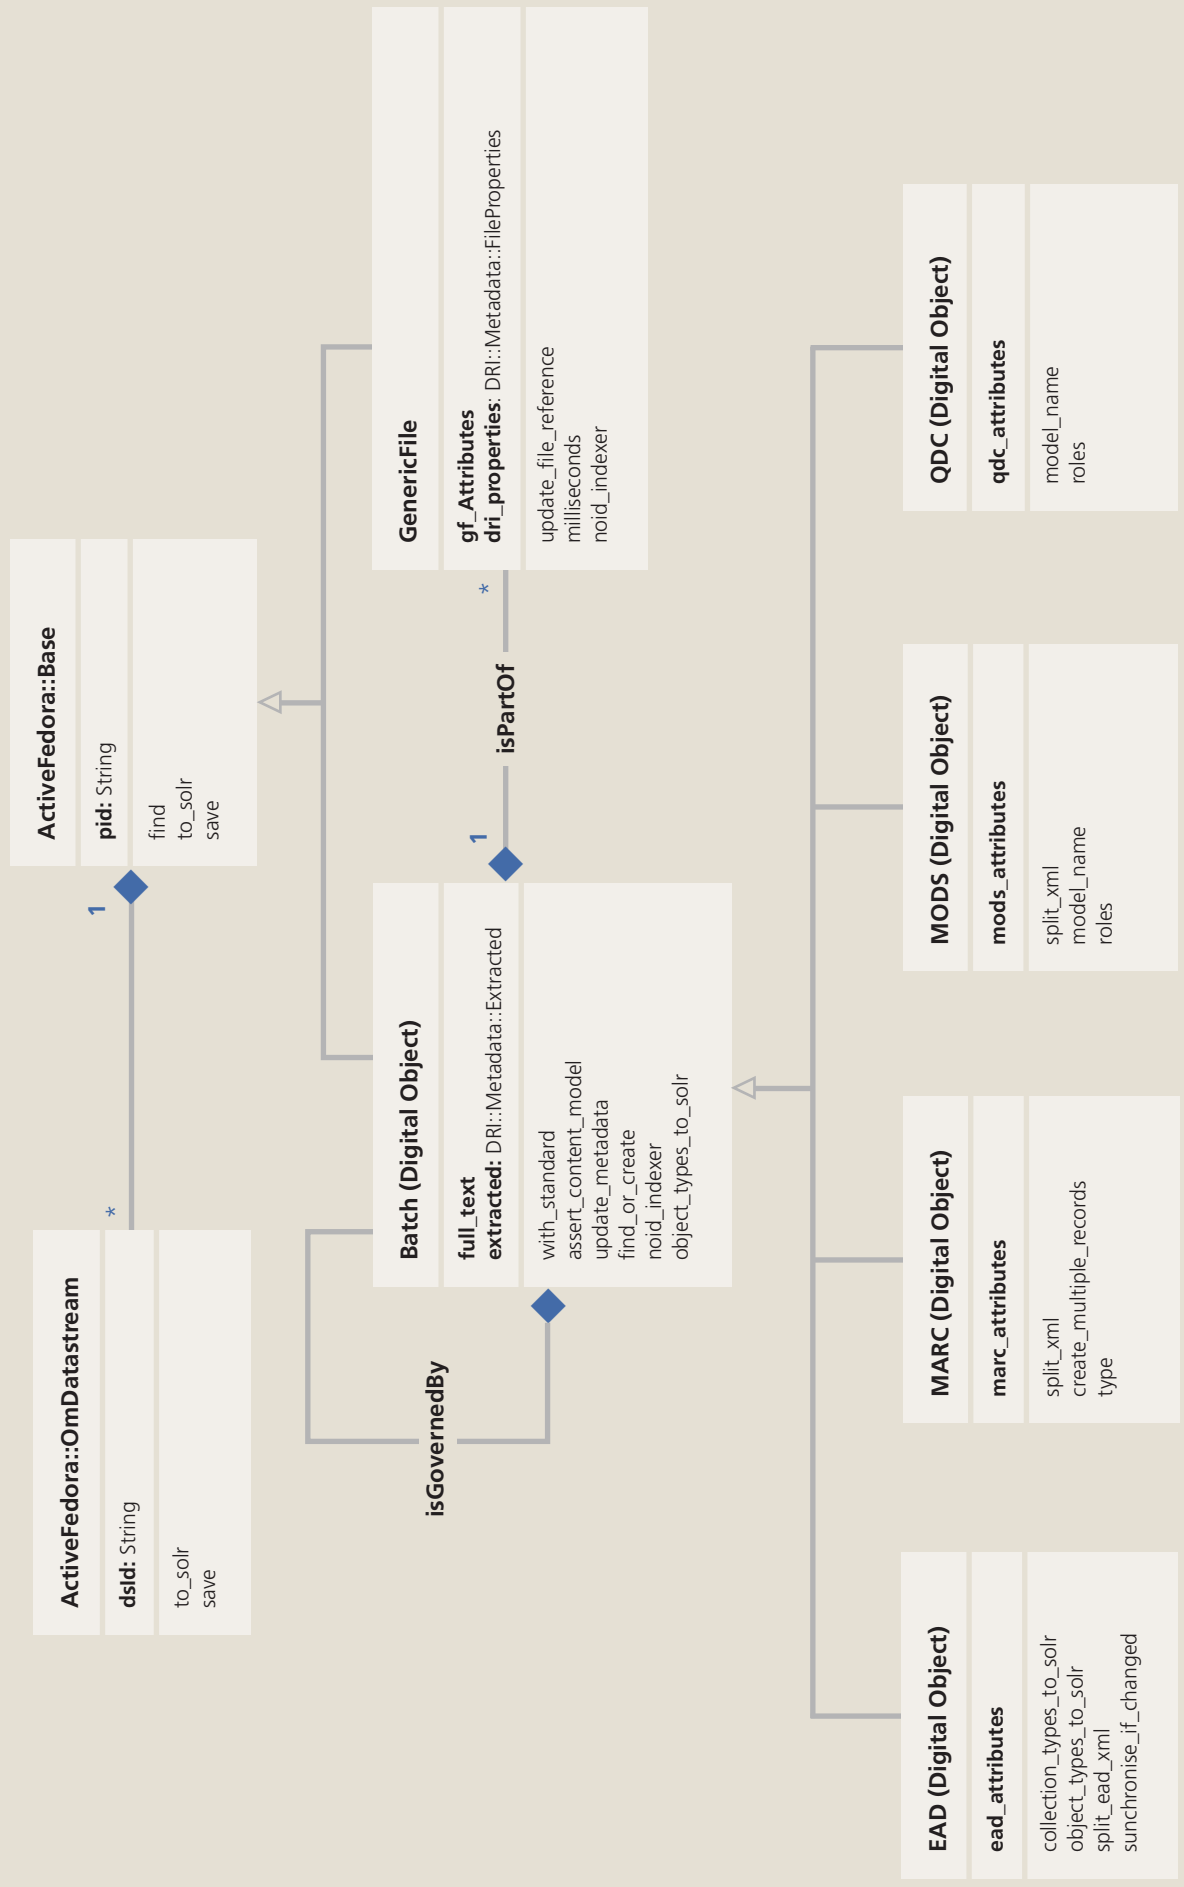 ActiveFedora::OmDatastream
dsId: String
to_solr
save
*
1
ActiveFedora::Base
pid: String
find
to_solr
save
isGovernedBy
Batch (Digital Object)
full_text
extracted: DRI::Metadata::Extracted
with_standard
assert_content_model
update_metadata
find_or_create
noid_indexer
object_types_to_solr
1
isPartOf
*
GenericFile
gf_Attributes
dri_properties: DRI::Metadata::FileProperties
update_file_reference
milliseconds
noid_indexer
EAD (Digital Object)
ead_attributes
collection_types_to_solr
object_types_to_solr
split_ead_xml
sunchronise_if_changed
MARC (Digital Object)
marc_attributes
split_xml
create_multiple_records
type
MODS (Digital Object)
mods_attributes
split_xml
model_name
roles
QDC (Digital Object)
qdc_attributes
model_name
roles